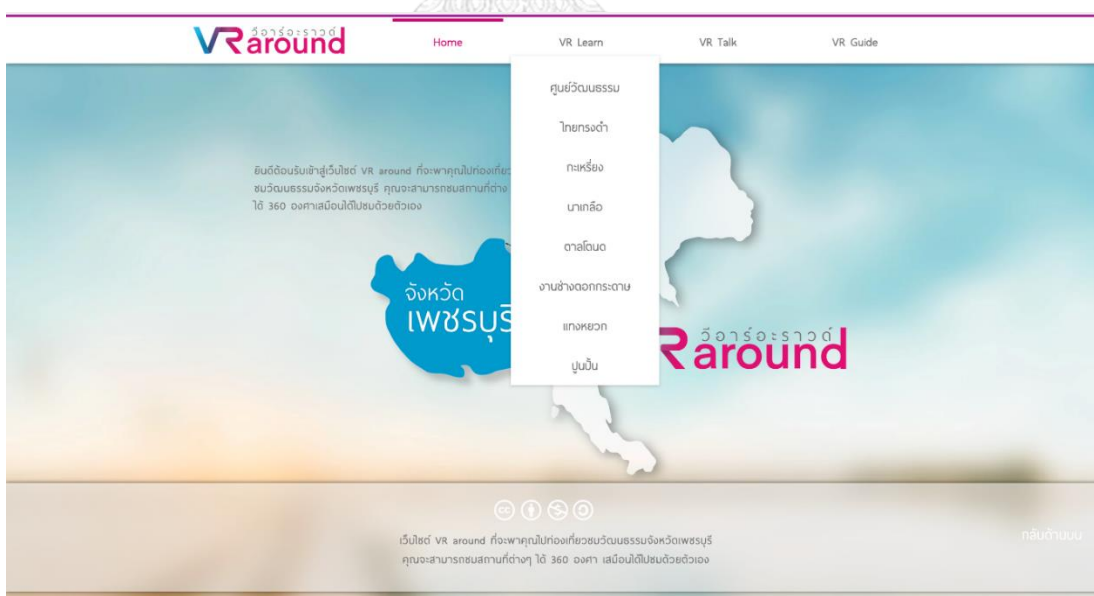 VR around
วีอาร์อะราวด์
Home
VR Learn
VR Talk
VR Guide
ศูนย์วัฒนธรรม
ไทยทรงดำ
กะเหรี่ยง
นาเกลือ
ตาลโตนด
งานช่างตอกกระดาษ
แทงหยวก
ปูนปั้น
ยินดีต้อนรับเข้าสู่เว็บไซต์ VR around ที่จะพาคุณไปท่องเที่ยว
ชมวัฒนธรรมจังหวัดเพชรบุรี คุณจะสามารถชมสถานที่ต่าง
ได้ 360 องศาเสมือนได้ไปชมด้วยตัวเอง
จังหวัด
เพชรบุรี
วีอาร์อะราวด์
R around
cc
เว็บไซต์ VR around ที่จะพาคุณไปท่องเที่ยวชมวัฒนธรรมจังหวัดเพชรบุรี
คุณจะสามารถชมสถานที่ต่างๆ ได้ 360 องศา เสมือนได้ไปชมด้วยตัวเอง
กลับด้านบน